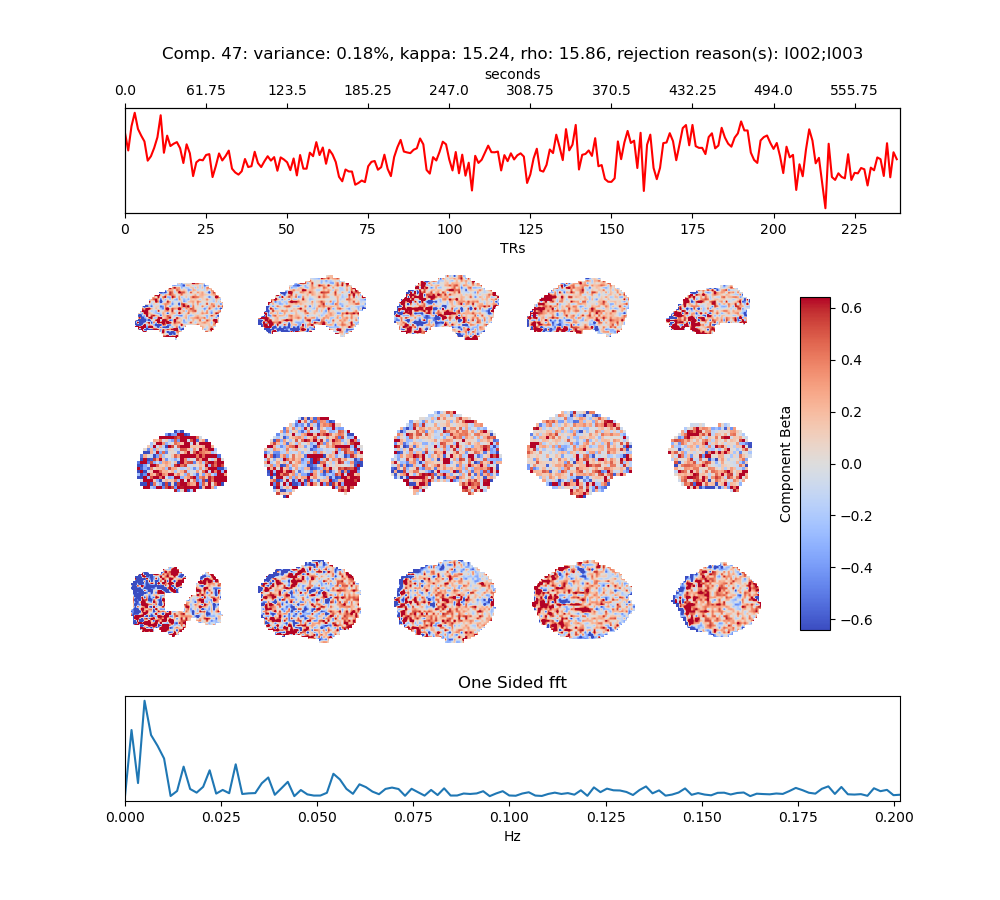 Comp. 47: variance: 0.18%, kappa: 15.24, rho: 15.86, rejection reason(s): I002;I003
seconds
0.0 61.75 123.5 185.25 247.0 308.75 370.5 432.25 494.0 555.75
0 25 50 75 100 125 150 175 200 225
TRs
0.6
0.4
0.2
0.0
−0.2
−0.4
−0.6
Component Beta
One Sided fft
0.000 0.025 0.050 0.075 0.100 0.125 0.150 0.175 0.200
Hz